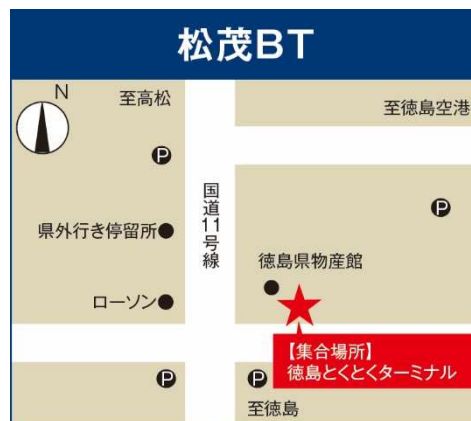 松茂BT
N
至高松
至徳島空港
P
P
国道11号線
県外行き停留所
徳島県物産館
ローソン
【集合場所】
徳島とくとくターミナル
P
P
至徳島